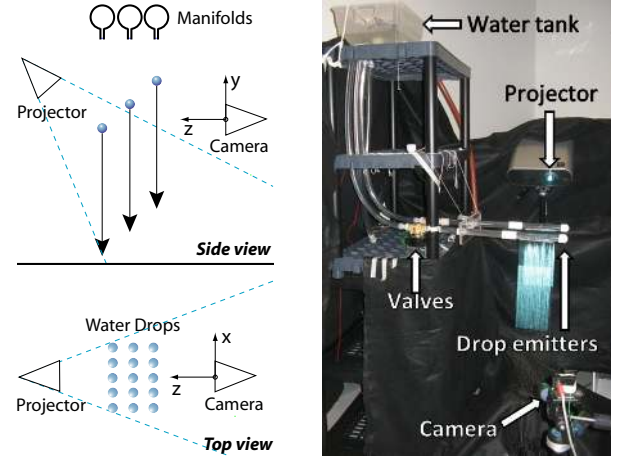 Manifolds
Projector
y
z
Camera
Side view
Water Drops
x
z
Projector
Camera
Top view
Water tank
Projector
Valves
Drop emitters
Camera